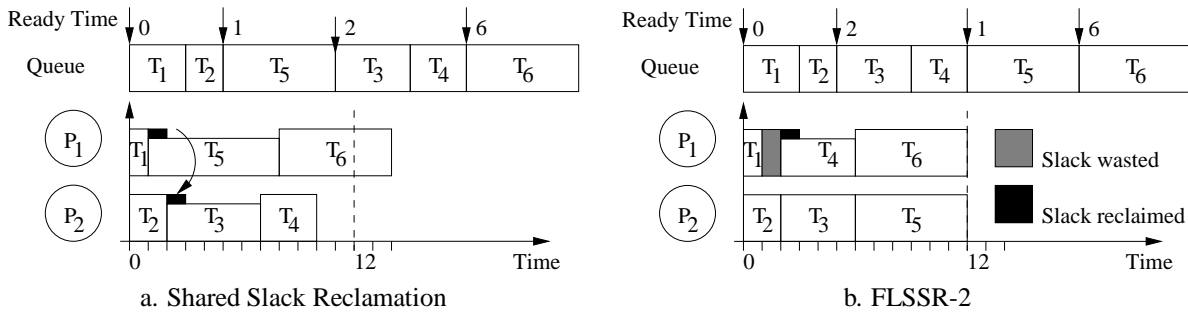 Ready Time 0 1 2 6
Queue T1 T2 T5 T3 T4 T6
P1 T1 T5 T6
P2 T2 T3 T4
0 12 Time
a. Shared Slack Reclamation
Ready Time 0 2 1 6
Queue T1 T2 T3 T4 T5 T6
P1 T1 T4 T6
Slack wasted
P2 T2 T3 T5
Slack reclaimed
0 12 Time
b. FLSSR-2